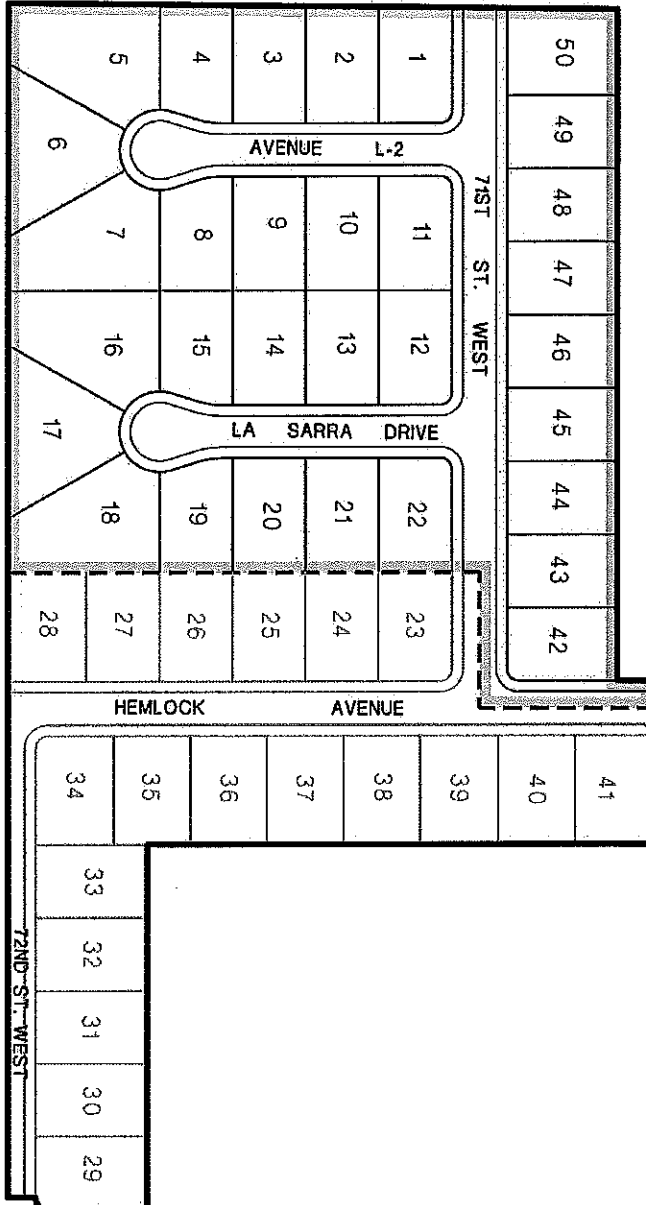 5 4 3 2 1 50
49
6 AVENUE L-2
48
7 8 9 10 11
71ST ST. WEST
47
16 15 14 13 12 46
17 LA SARRA DRIVE 45
44
18 19 20 21 22
43
28 27 26 25 24 23 42
HEMLOCK AVENUE
34 35 36 37 38 39 40 41
33
32
72ND ST. WEST
31
30
29